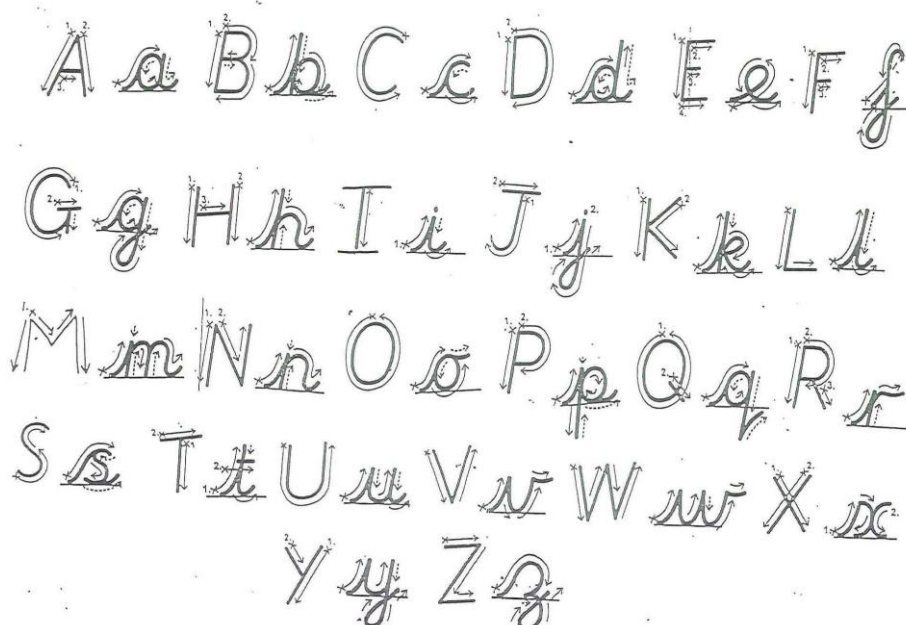 A a B b C c D d E e F f
G g H h I i J j K k L l
M m N n O o P p Q q R r
S s T t U u V v W w X x
Y y Z z